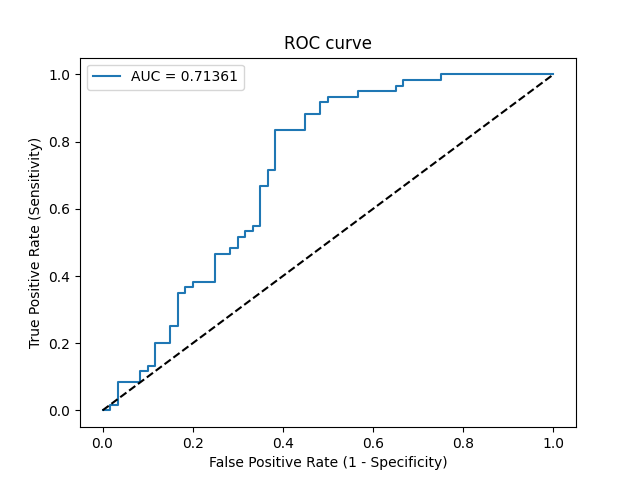 ROC curve
AUC = 0.71361
1.0
0.8
0.6
0.4
0.2
0.0
True Positive Rate (Sensitivity)
0.0 0.2 0.4 0.6 0.8 1.0
False Positive Rate (1 - Specificity)